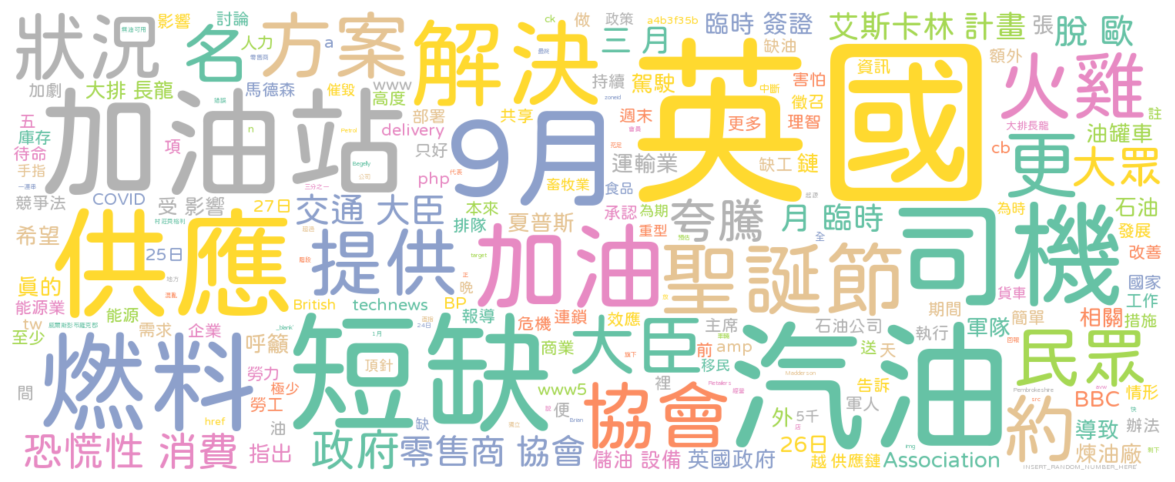 狀況 名 方案 解決 英國 加油站 9月 火雞 更 大眾
影響 討論 ck 做 政策 a4b3f35b 臨時 簽證 艾斯卡林 計畫 張 脫 歐
人力 a 三 月 缺油 資訊 額外
加劇 大排 長龍 馬德森 催毀 www 高度 持續 駕駛 害怕 中斷
五 庫存 待命 項 n 部署 共享 週末 更多 徵召 理智 大排長龍 註
手指 delivery 只好 運輸業 缺工 鏈 cb 油罐車
競爭法 COVID 受 影響 27日 交通 大臣 php 本來 畜牧業 食品 代表
供應 提供 加油 聖誕節 司機
希望 25日 排隊 夏普斯 承認 為期 重型 夸騰 月 臨時 為時 石油 發展
真的 能源業 能源 British technews BP target 全 改善
tw 至少 需求 企業 報導 危機 連鎖 效應 主席 石油公司 期間 貨車 國家 工作
燃料 短缺 大臣 汽油 民眾
呼籲 頂針 商業 前 amp 移民 送 天 執行 軍隊 簡單 相關 措施
間 勞力 極少 勞工 www5 裡 告訴 軍人 BBC 情形
href 油 缺 便 協會 外 5千 約 導致 辦法
恐慌性 消費 指出 政府 零售商 協會 儲油 設備 英國政府 26日 越 供應鏈 Association 煉油廠
INSERT_RANDOM_NUMBER_HERE